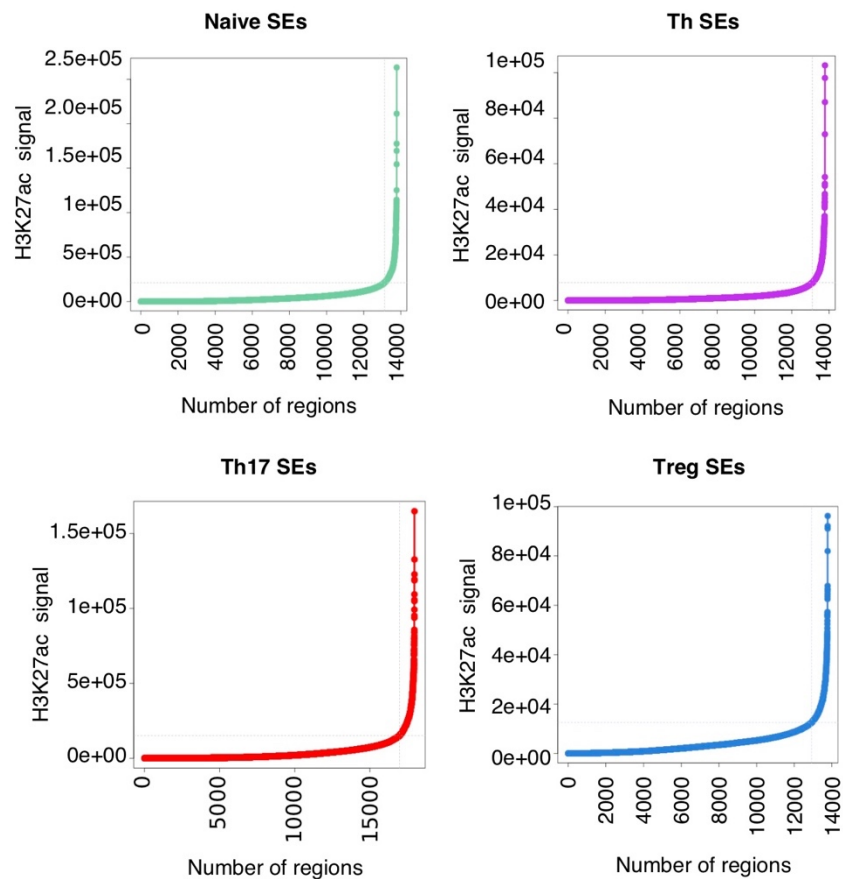 Naive SEs
2.5e+05
2.0e+05
1.5e+05
1e+05
5e+05
0e+00
H3K27ac signal
0
2000
4000
6000
8000
10000
12000
14000
Number of regions
Th SEs
1e+05
8e+04
6e+04
4e+04
2e+04
0e+00
H3K27ac signal
0
2000
4000
6000
8000
10000
12000
14000
Number of regions
Th17 SEs
1.5e+05
1e+05
5e+05
0e+00
H3K27ac signal
0
5000
10000
15000
Number of regions
Treg SEs
1e+05
8e+04
6e+04
4e+04
2e+04
0e+00
H3K27ac signal
0
2000
4000
6000
8000
10000
12000
14000
Number of regions